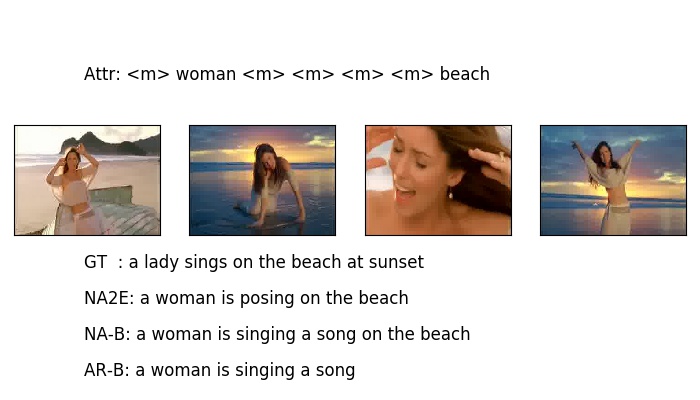 Attr: <m> woman <m> <m> <m> <m> beach
GT : a lady sings on the beach at sunset
NA2E: a woman is posing on the beach
NA-B: a woman is singing a song on the beach
AR-B: a woman is singing a song